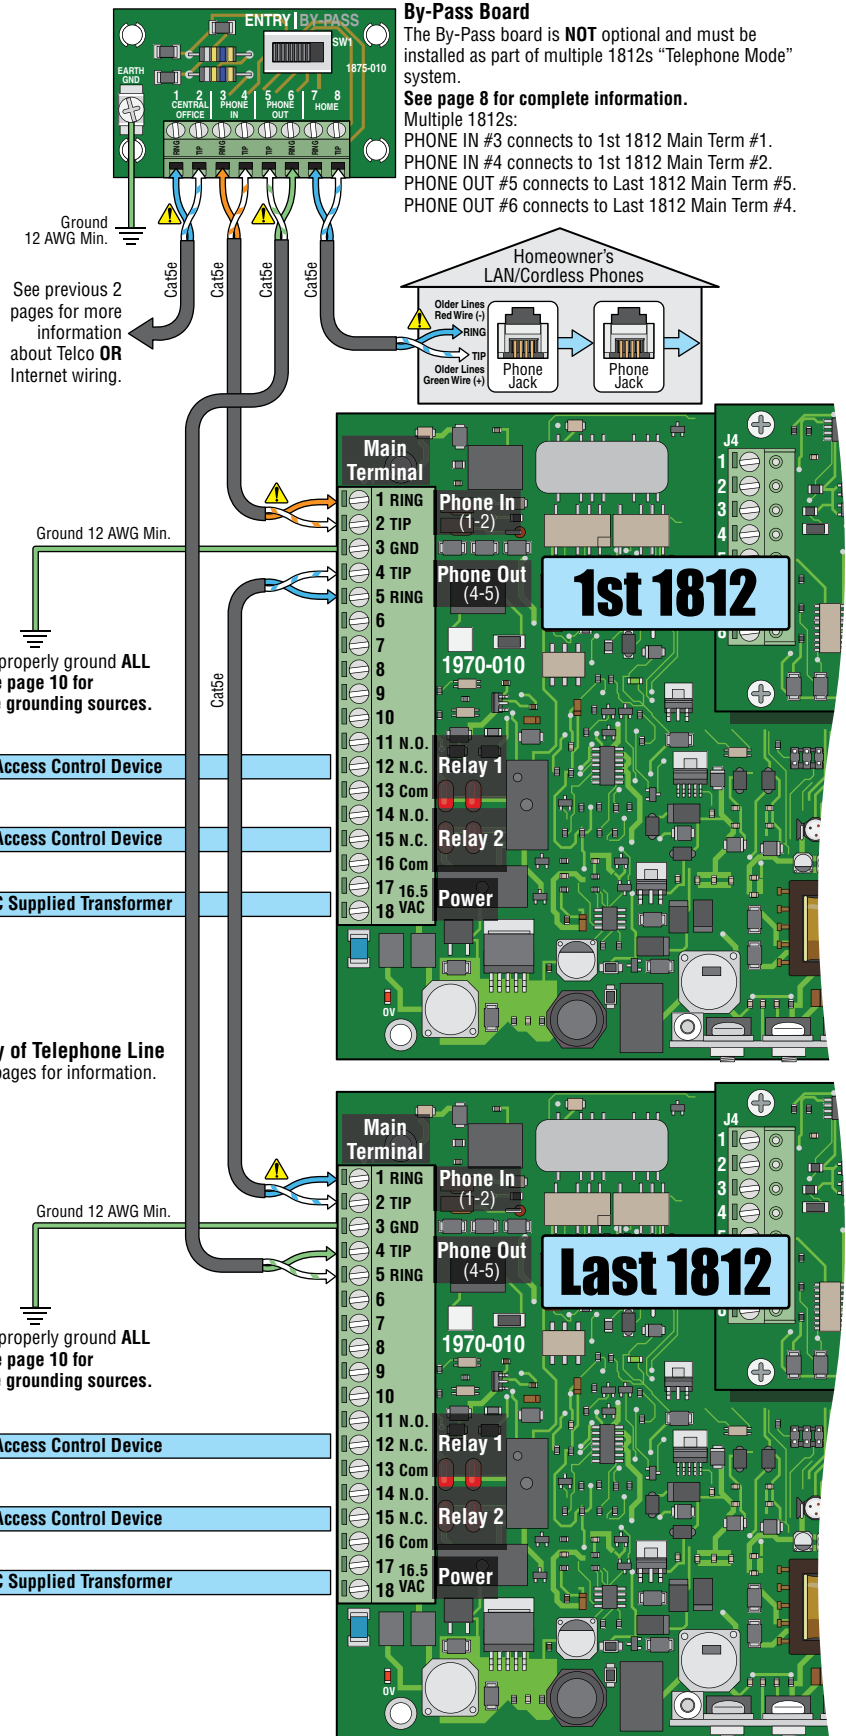 By-Pass Board
The By-Pass board is NOT optional and must be
installed as part of multiple 1812s “Telephone Mode”
system.
See page 8 for complete information.
Multiple 1812s:
PHONE IN #3 connects to 1st 1812 Main Term #1.
PHONE IN #4 connects to 1st 1812 Main Term #2.
PHONE OUT #5 connects to Last 1812 Main Term #5.
PHONE OUT #6 connects to Last 1812 Main Term #4.
ENTRY BY-PASS
SW1
1875-010
EARTH
GND
1 2 3 4 5 6 7 8
CENTRAL
OFFICE
PHONE
IN
PHONE
OUT
HOME
RING TIP RING TIP TIP RING RING TIP
Ground
12 AWG Min.
Cat5e Cat5e Cat5e Cat5e
See previous 2
pages for more
information
about Telco OR
Internet wiring.
Homeowner's
LAN/Cordless Phones
Older Lines
Red Wire (-)
RING
TIP
Older Lines
Green Wire (+)
Phone
Jack
Phone
Jack
Main
Terminal
J4
1
2
3
4
1 RING
2 TIP
3 GND
4 TIP
5 RING
6
7
8
9
10
11 N.O.
12 N.C.
13 Com
14 N.O.
15 N.C.
16 Com
17 16.5
18 VAC
Phone In
(1-2)
Phone Out
(4-5)
1st 1812
1970-010
Relay 1
Relay 2
Power
0V
Ground 12 AWG Min.
properly ground ALL
page 10 for
grounding sources.
Cat5e
Access Control Device
Access Control Device
Supplied Transformer
of Telephone Line
pages for information.
Main
Terminal
J4
1
2
3
4
1 RING
2 TIP
3 GND
4 TIP
5 RING
6
7
8
9
10
11 N.O.
12 N.C.
13 Com
14 N.O.
15 N.C.
16 Com
17 16.5
18 VAC
Phone In
(1-2)
Phone Out
(4-5)
Last 1812
1970-010
Relay 1
Relay 2
Power
0V
Ground 12 AWG Min.
properly ground ALL
page 10 for
grounding sources.
Access Control Device
Access Control Device
Supplied Transformer